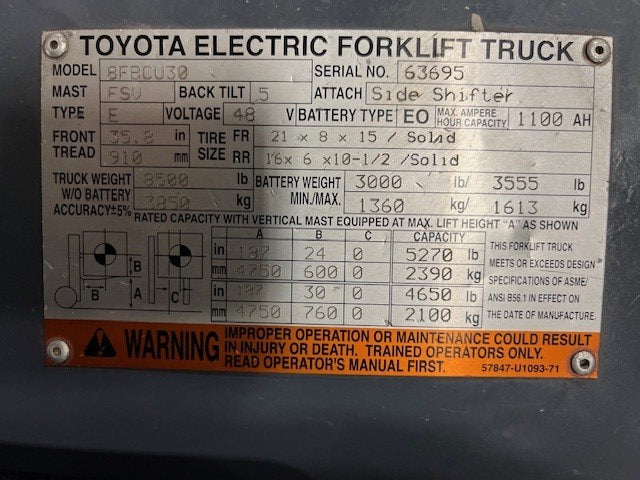 TOYOTA ELECTRIC FORKLIFT TRUCK
MODEL 8FBCU30 SERIAL NO. 63695
MAST FSV BACK TILT 5 ATTACH Side Shifter
TYPE E VOLTAGE 48 V BATTERY TYPE EO MAX. AMPERE HOUR CAPACITY 1100 AH
FRONT TREAD 35.8 in TIRE SIZE FR 21 x 8 x 15 / Solid
910 mm RR 16x 6 x10-1/2 /Solid
TRUCK WEIGHT 8500 lb BATTERY WEIGHT 3000 lb/ 3555 lb
W/O BATTERY 3850 kg MIN./MAX. 1360 kg/ 1613 kg
ACCURACY±5%
RATED CAPACITY WITH VERTICAL MAST EQUIPPED AT MAX. LIFT HEIGHT "A" AS SHOWN
A B C CAPACITY
in 187 24 0 5270 lb
mm 4750 600 0 2390 kg
in 187 30 0 4650 lb
mm 4750 760 0 2100 kg
B
B A C
THIS FORKLIFT TRUCK
MEETS OR EXCEEDS DESIGN
SPECIFICATIONS OF ASME/
ANSI B56.1 IN EFFECT ON
THE DATE OF MANUFACTURE.
WARNING
IMPROPER OPERATION OR MAINTENANCE COULD RESULT
IN INJURY OR DEATH. TRAINED OPERATORS ONLY.
READ OPERATOR'S MANUAL FIRST.
57847-U1093-71